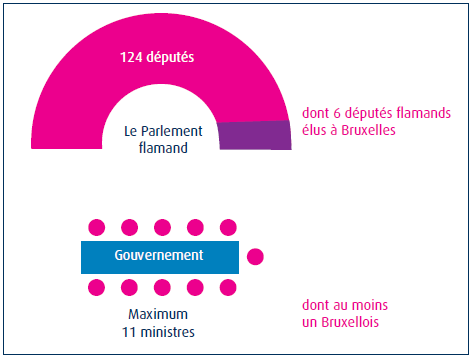 124 députés
Le Parlement
flamand
dont 6 députés flamands
élus à Bruxelles
Gouvernement
Maximum
11 ministres
dont au moins
un Bruxellois